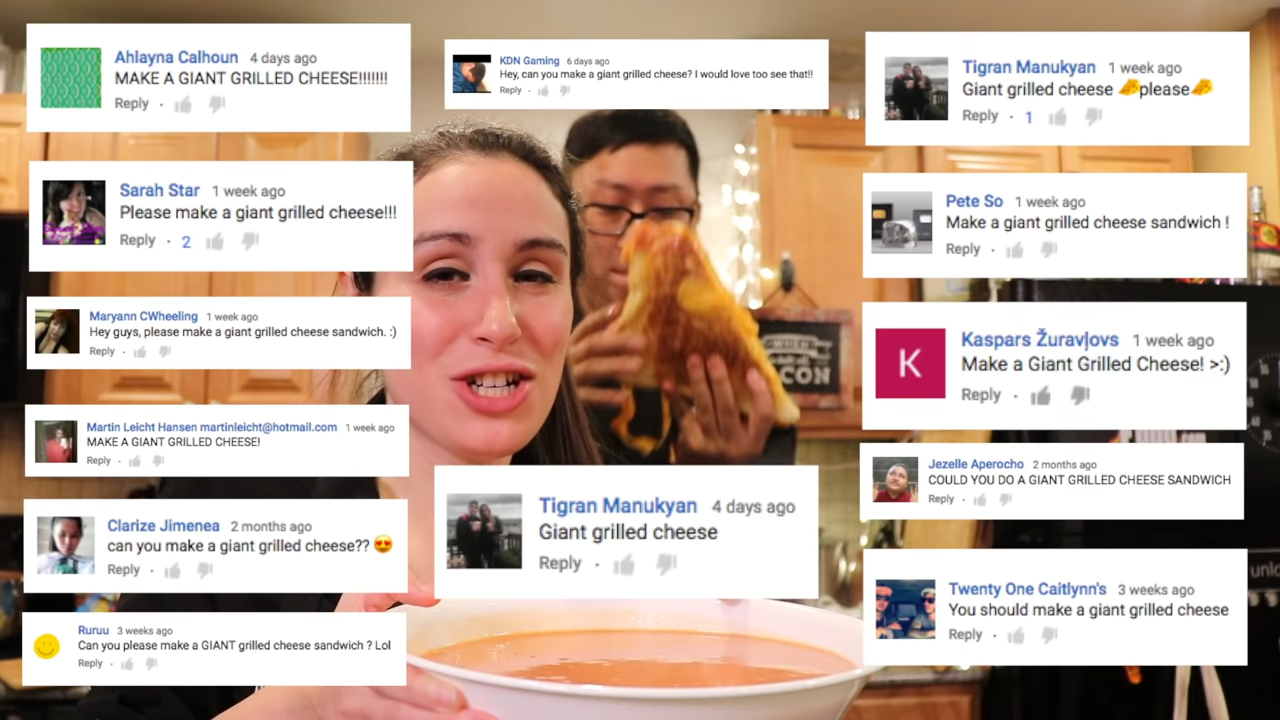 Ahlayna Calhoun 4 days ago
MAKE A GIANT GRILLED CHEESE!!!!!!!
Reply
Sarah Star 1 week ago
Please make a giant grilled cheese!!!
Reply · 2
Maryann CWheeling 1 week ago
Hey guys, please make a giant grilled cheese sandwich. :)
Reply ·
Martin Leicht Hansen martinleicht@hotmail.com 1 week ago
MAKE A GIANT GRILLED CHEESE!
Reply ·
Clarize Jimenea 2 months ago
can you make a giant grilled cheese?? 😍
Reply ·
Ruruu 3 weeks ago
Can you please make a GIANT grilled cheese sandwich ? Lol
Reply ·
KDN Gaming 6 days ago
Hey, can you make a giant grilled cheese? I would love too see that!!
Reply ·
Tigran Manukyan 4 days ago
Giant grilled cheese
Reply ·
Tigran Manukyan 1 week ago
Giant grilled cheese 🧀please🧀
Reply · 1
Pete So 1 week ago
Make a giant grilled cheese sandwich !
Reply ·
Kaspars Žuravļovs 1 week ago
K
Make a Giant Grilled Cheese! >:)
Reply ·
Jezelle Aperocho 2 months ago
COULD YOU DO A GIANT GRILLED CHEESE SANDWICH
Reply ·
Twenty One Caitlynn's 3 weeks ago
You should make a giant grilled cheese
Reply ·